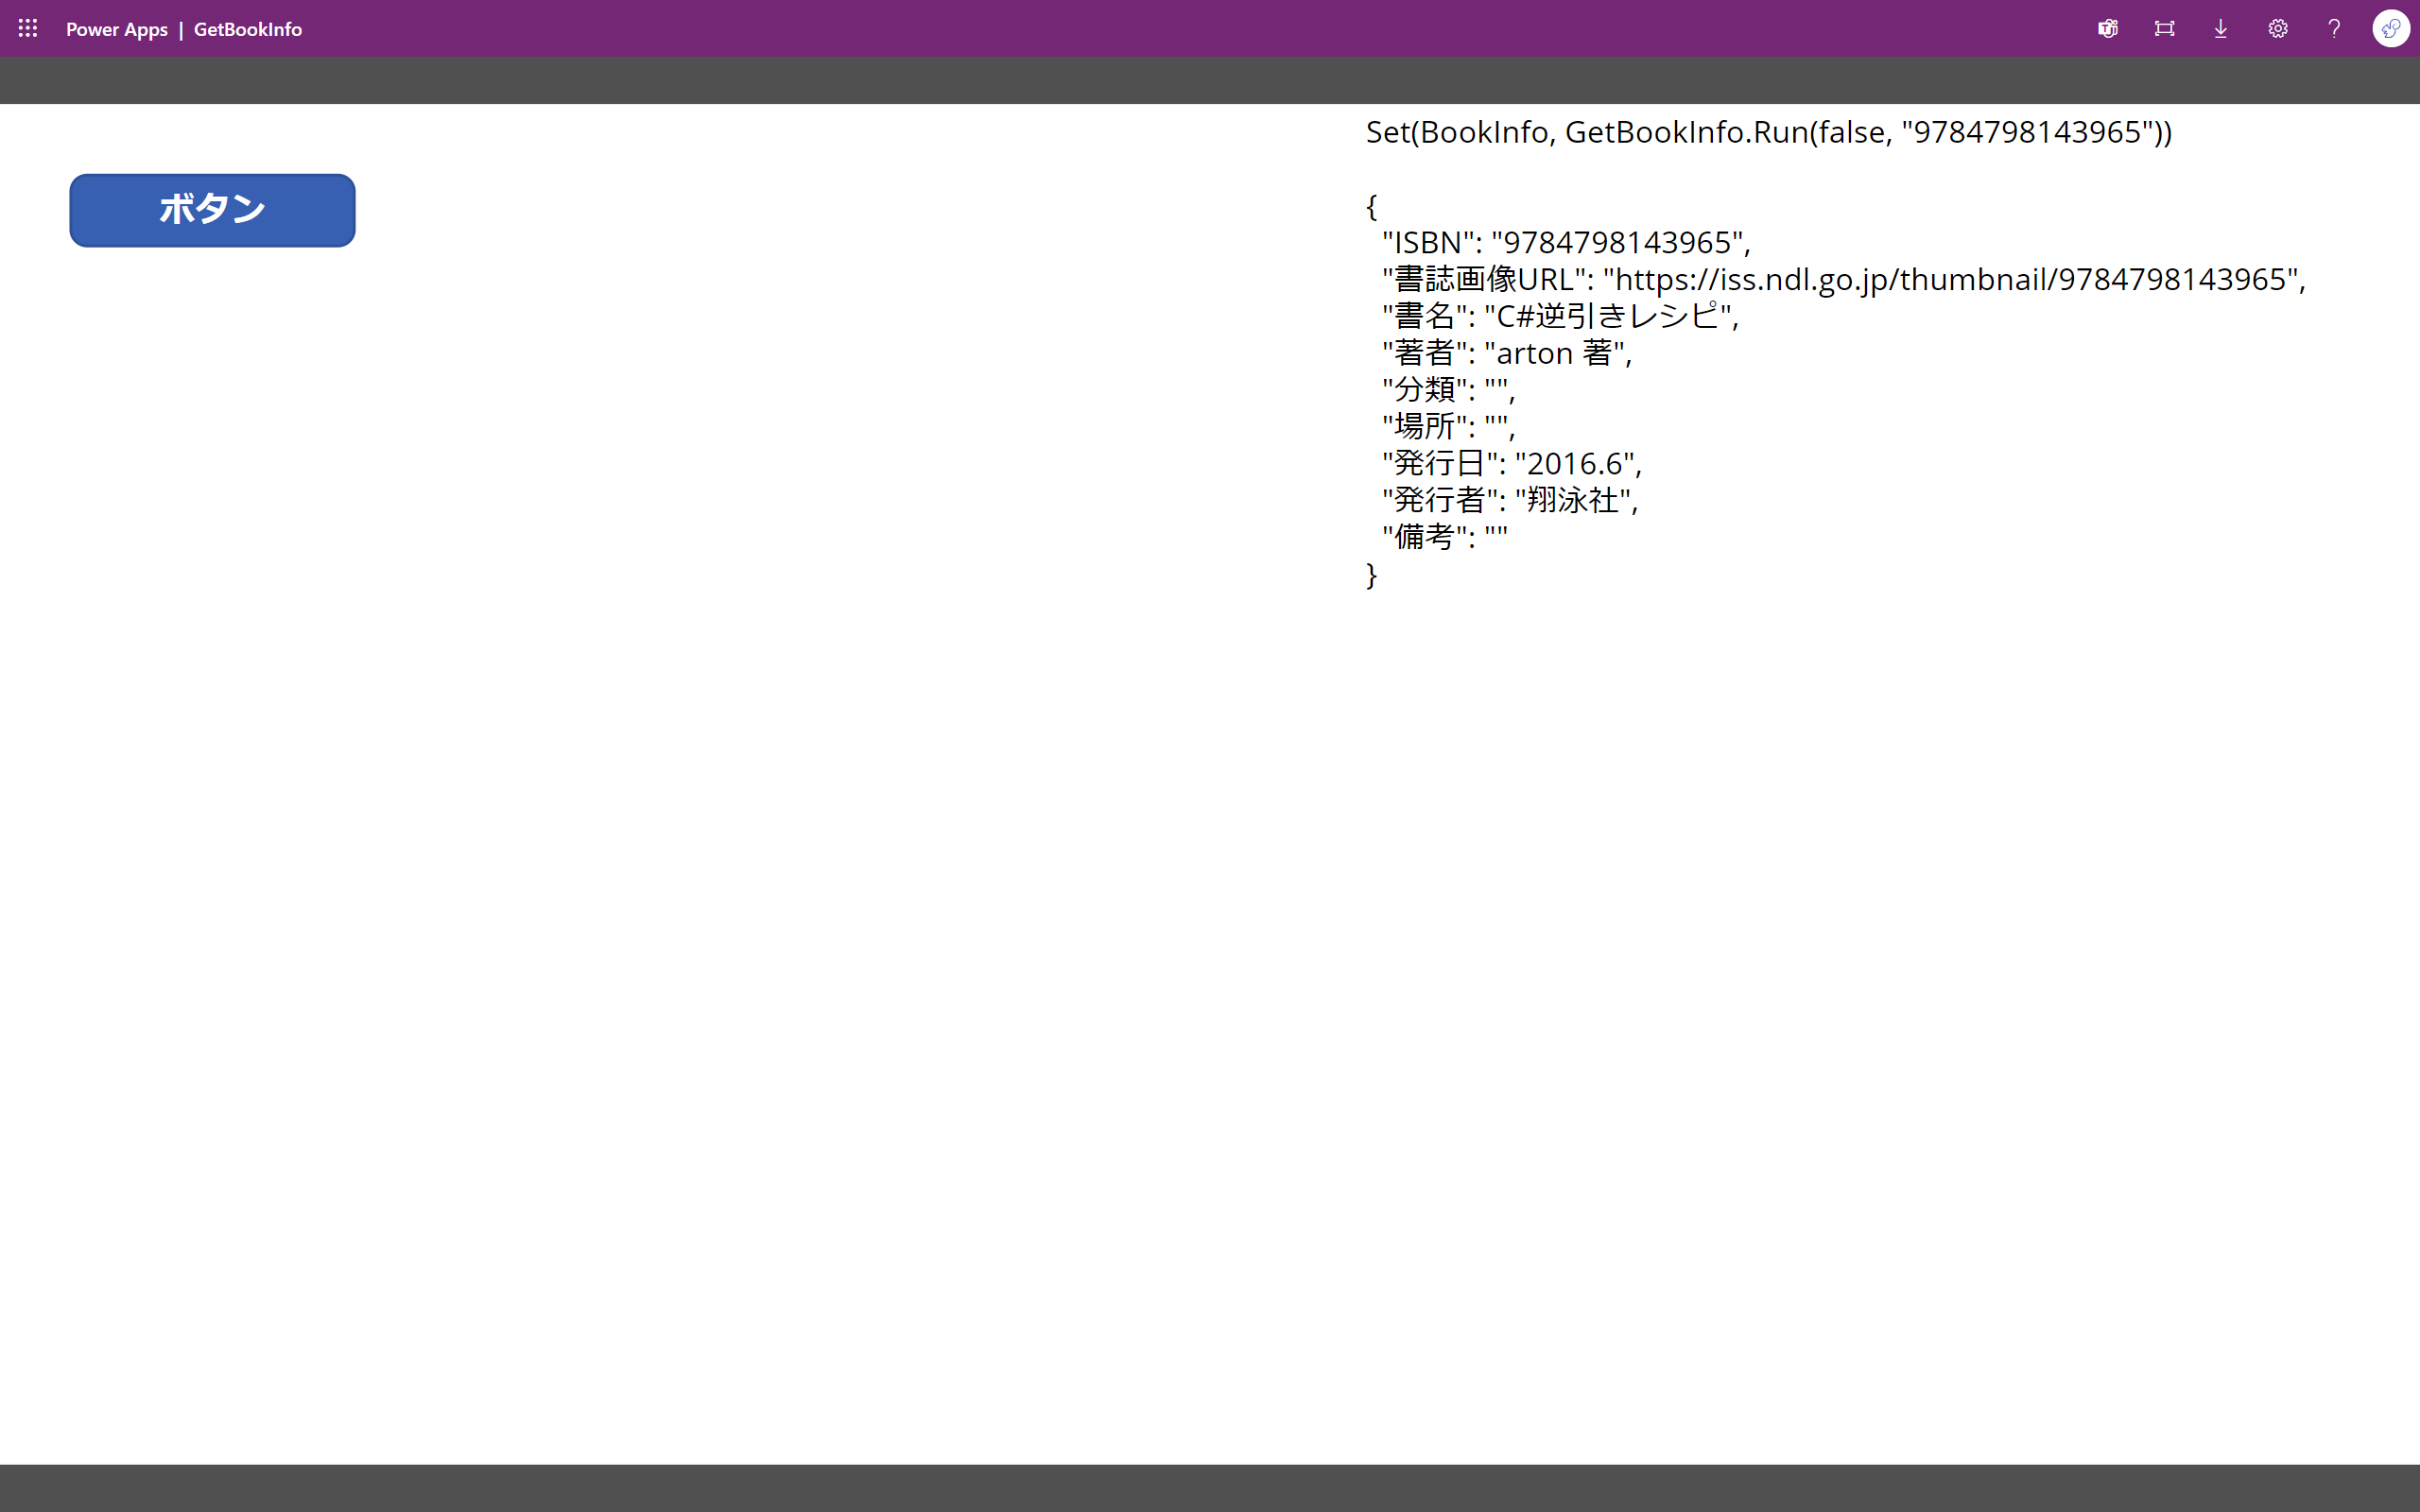 Power Apps | GetBookInfo
ボタン
Set(BookInfo, GetBookInfo.Run(false, "9784798143965"))
{
"ISBN": "9784798143965",
"書誌画像URL": "https://iss.ndl.go.jp/thumbnail/9784798143965",
"書名": "C#逆引きレシピ",
"著者": "arton 著",
"分類": "",
"場所": "",
"発行日": "2016.6",
"発行者": "翔泳社",
"備考": ""
}